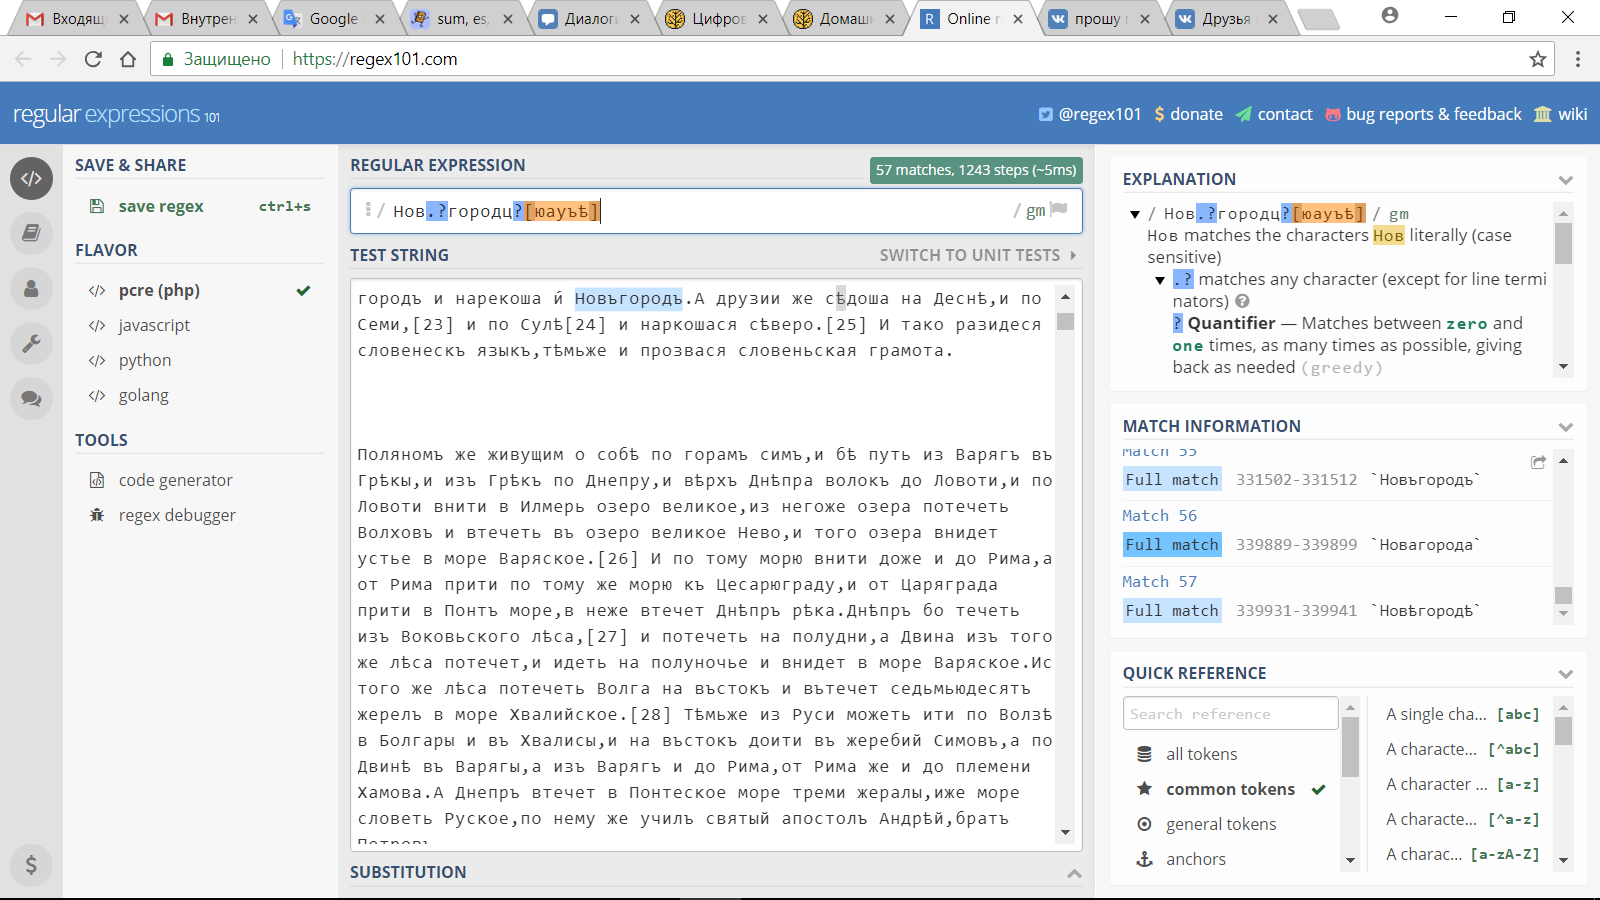 Входящи
Внутрен
Google
sum, es,
Диалоги
Цифров
Домашн
Online r
прошу
Друзья
Защищено
https://regex101.com
regular expressions 101
@regex101
donate
contact
bug reports & feedback
wiki
SAVE & SHARE
save regex ctrl+s
FLAVOR
pcre (php)
javascript
python
golang
TOOLS
code generator
regex debugger
$
REGULAR EXPRESSION
57 matches, 1243 steps (~5ms)
/ Нов.?городц?[юауъѣ] / gm
TEST STRING
SWITCH TO UNIT TESTS
городъ и нарекоша й Новъгородъ.А друзии же сѣдоша на Деснѣ,и по
Семи,[23] и по Сулѣ[24] и наркошася сѣверо.[25] И тако разидеся
словенескъ языкъ,тѣмьже и прозвася словеньская грамота.
Поляномъ же живущим о собѣ по горамъ симъ,и бѣ путь из Варягъ въ
Грѣкы,и изъ Грѣкъ по Днепру,и вѣрхъ Днѣпра волокъ до Ловоти,и по
Ловоти внити в Илмерь озеро великое,из негоже озера потечеть
Волховъ и втечеть въ озеро великое Нево,и того озера внидет
устье в море Варяское.[26] И по тому морю внити доже и до Рима,а
от Рима прити по тому же морю къ Цесарюграду,и от Царяграда
прити в Понтъ море,в неже втечет Днѣпръ рѣка.Днѣпръ бо течеть
изъ Воковьского лѣса,[27] и потечеть на полудни,а Двина изъ того
же лѣса потечет,и идеть на полуночье и внидет в море Варяское.Ис
того же лѣса потечеть Волга на въстокъ и вътечет седьмьюдесятъ
жерелъ в море Хвалийское.[28] Тѣмьже из Руси можеть ити по Волзѣ
в Болгары и въ Хвалисы,и на въстокъ доити въ жеребий Симовъ,а по
Двинѣ въ Варягы,а изъ Варягъ и до Рима,от Рима же и до племени
Хамова.А Днепръ втечет в Понтеское море треми жералы,иже море
словеть Руское,по нему же училъ святый апостолъ Андрѣй,братъ
SUBSTITUTION
EXPLANATION
/ Нов.?городц?[юауъѣ] / gm
Нов matches the characters Нов literally (case
sensitive)
.? matches any character (except for line termi
nators)
? Quantifier — Matches between zero and
one times, as many times as possible, giving
back as needed (greedy)
MATCH INFORMATION
Match 55
Full match 331502-331512 `Новъгородъ`
Match 56
Full match 339889-339899 `Новагорода`
Match 57
Full match 339931-339941 `Новѣгородѣ`
QUICK REFERENCE
Search reference
all tokens
common tokens
general tokens
anchors
A single cha... [abc]
A characte... [^abc]
A character ... [a-z]
A characte... [^a-z]
A charac... [a-zA-Z]